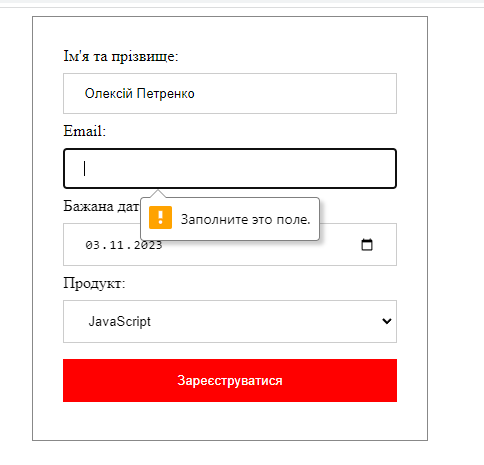 Ім'я та прізвище:
Олексій Петренко
Email:
Бажана дат
! Заполните это поле.
03.11.2023
Продукт:
JavaScript
Зареєструватися